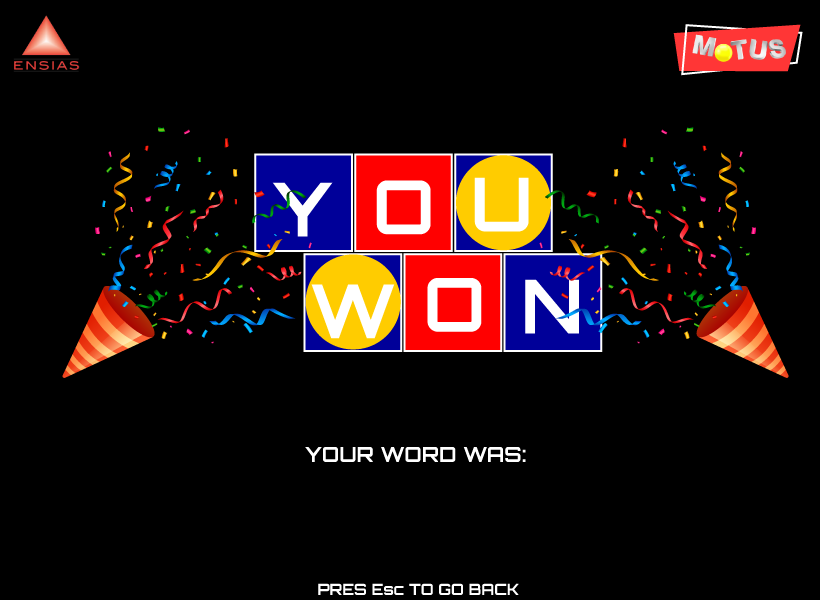 ENSIAS
MOTUS
YOU
WON
YOUR WORD WAS:
PRES Esc TO GO BACK